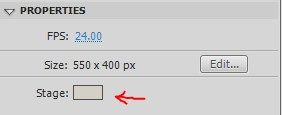 PROPERTIES
FPS: 24.00
Size: 550 x 400 px Edit...
Stage: